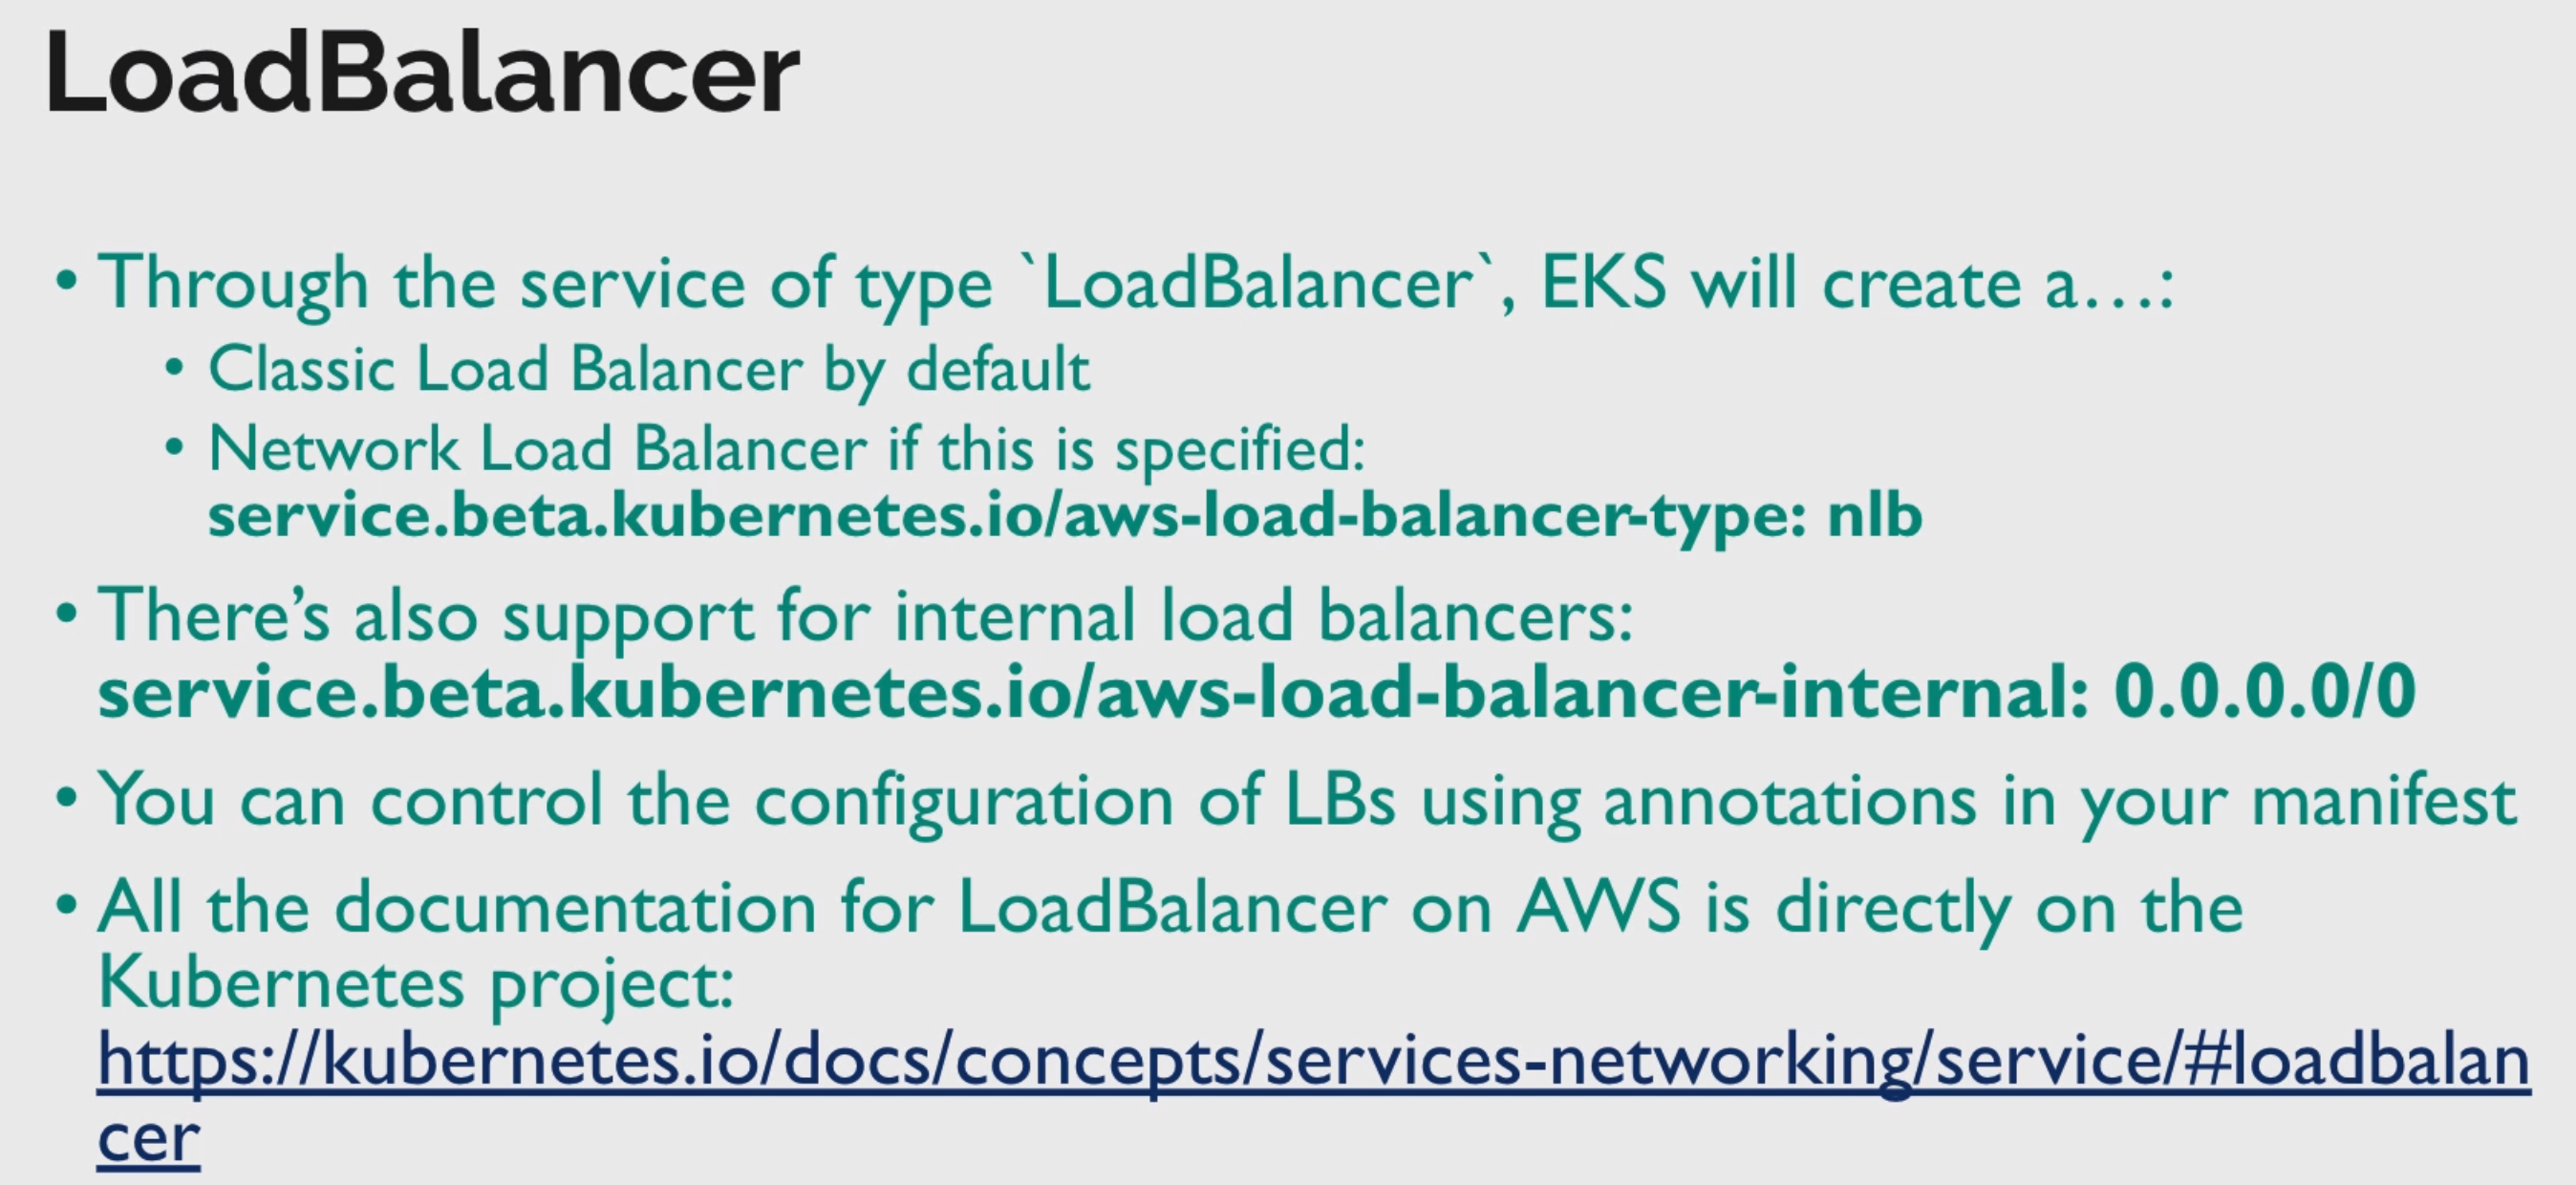 LoadBalancer
• Through the service of type `LoadBalancer`, EKS will create a…:
• Classic Load Balancer by default
• Network Load Balancer if this is specified:
service.beta.kubernetes.io/aws-load-balancer-type: nlb
• There’s also support for internal load balancers:
service.beta.kubernetes.io/aws-load-balancer-internal: 0.0.0.0/0
• You can control the configuration of LBs using annotations in your manifest
• All the documentation for LoadBalancer on AWS is directly on the
Kubernetes project:
https://kubernetes.io/docs/concepts/services-networking/service/#loadbalan
cer